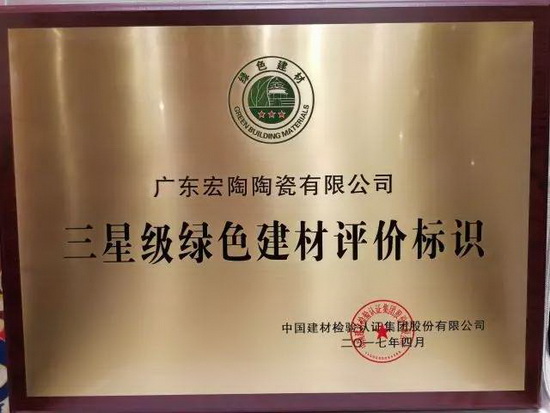 绿色建材
GREEN BUILDING MATERIALS
广东宏陶陶瓷有限公司
三星级绿色建材评价标识
中国建材检验认证集团股份有限公司
二〇一七年四月